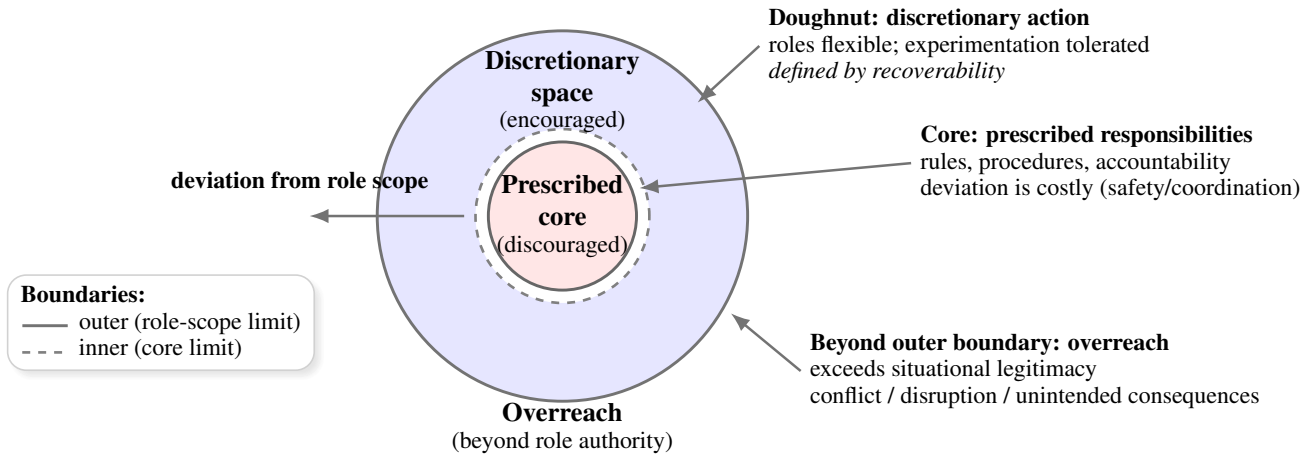 Doughnut: discretionary action
roles flexible; experimentation tolerated
defined by recoverability
Discretionary
space
(encouraged)
Core: prescribed responsibilities
rules, procedures, accountability
deviation is costly (safety/coordination)
deviation from role scope
Prescribed
core
(discouraged)
Boundaries:
outer (role-scope limit)
inner (core limit)
Beyond outer boundary: overreach
exceeds situational legitimacy
conflict / disruption / unintended consequences
Overreach
(beyond role authority)